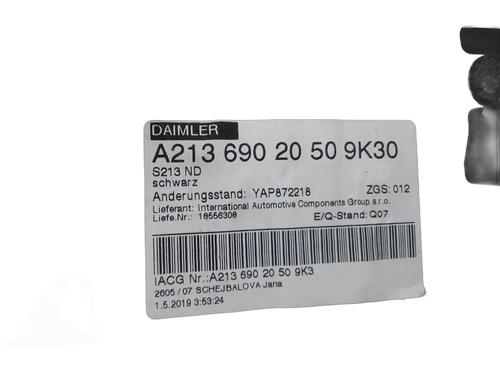 DAIMLER
A213 690 20 50 9K30
S213 ND
schwarz
Änderungsstand: YAP872218 ZGS: 012
Lieferant: International Automotive Components Group s.r.o.
Liefe.Nr.: 16556306 E/Q-Stand: Q07
IACG Nr.:A213 690 20 50 9K3
2605 / 07 SCHEJBALOVA Jana
1.5.2019 3:53:24